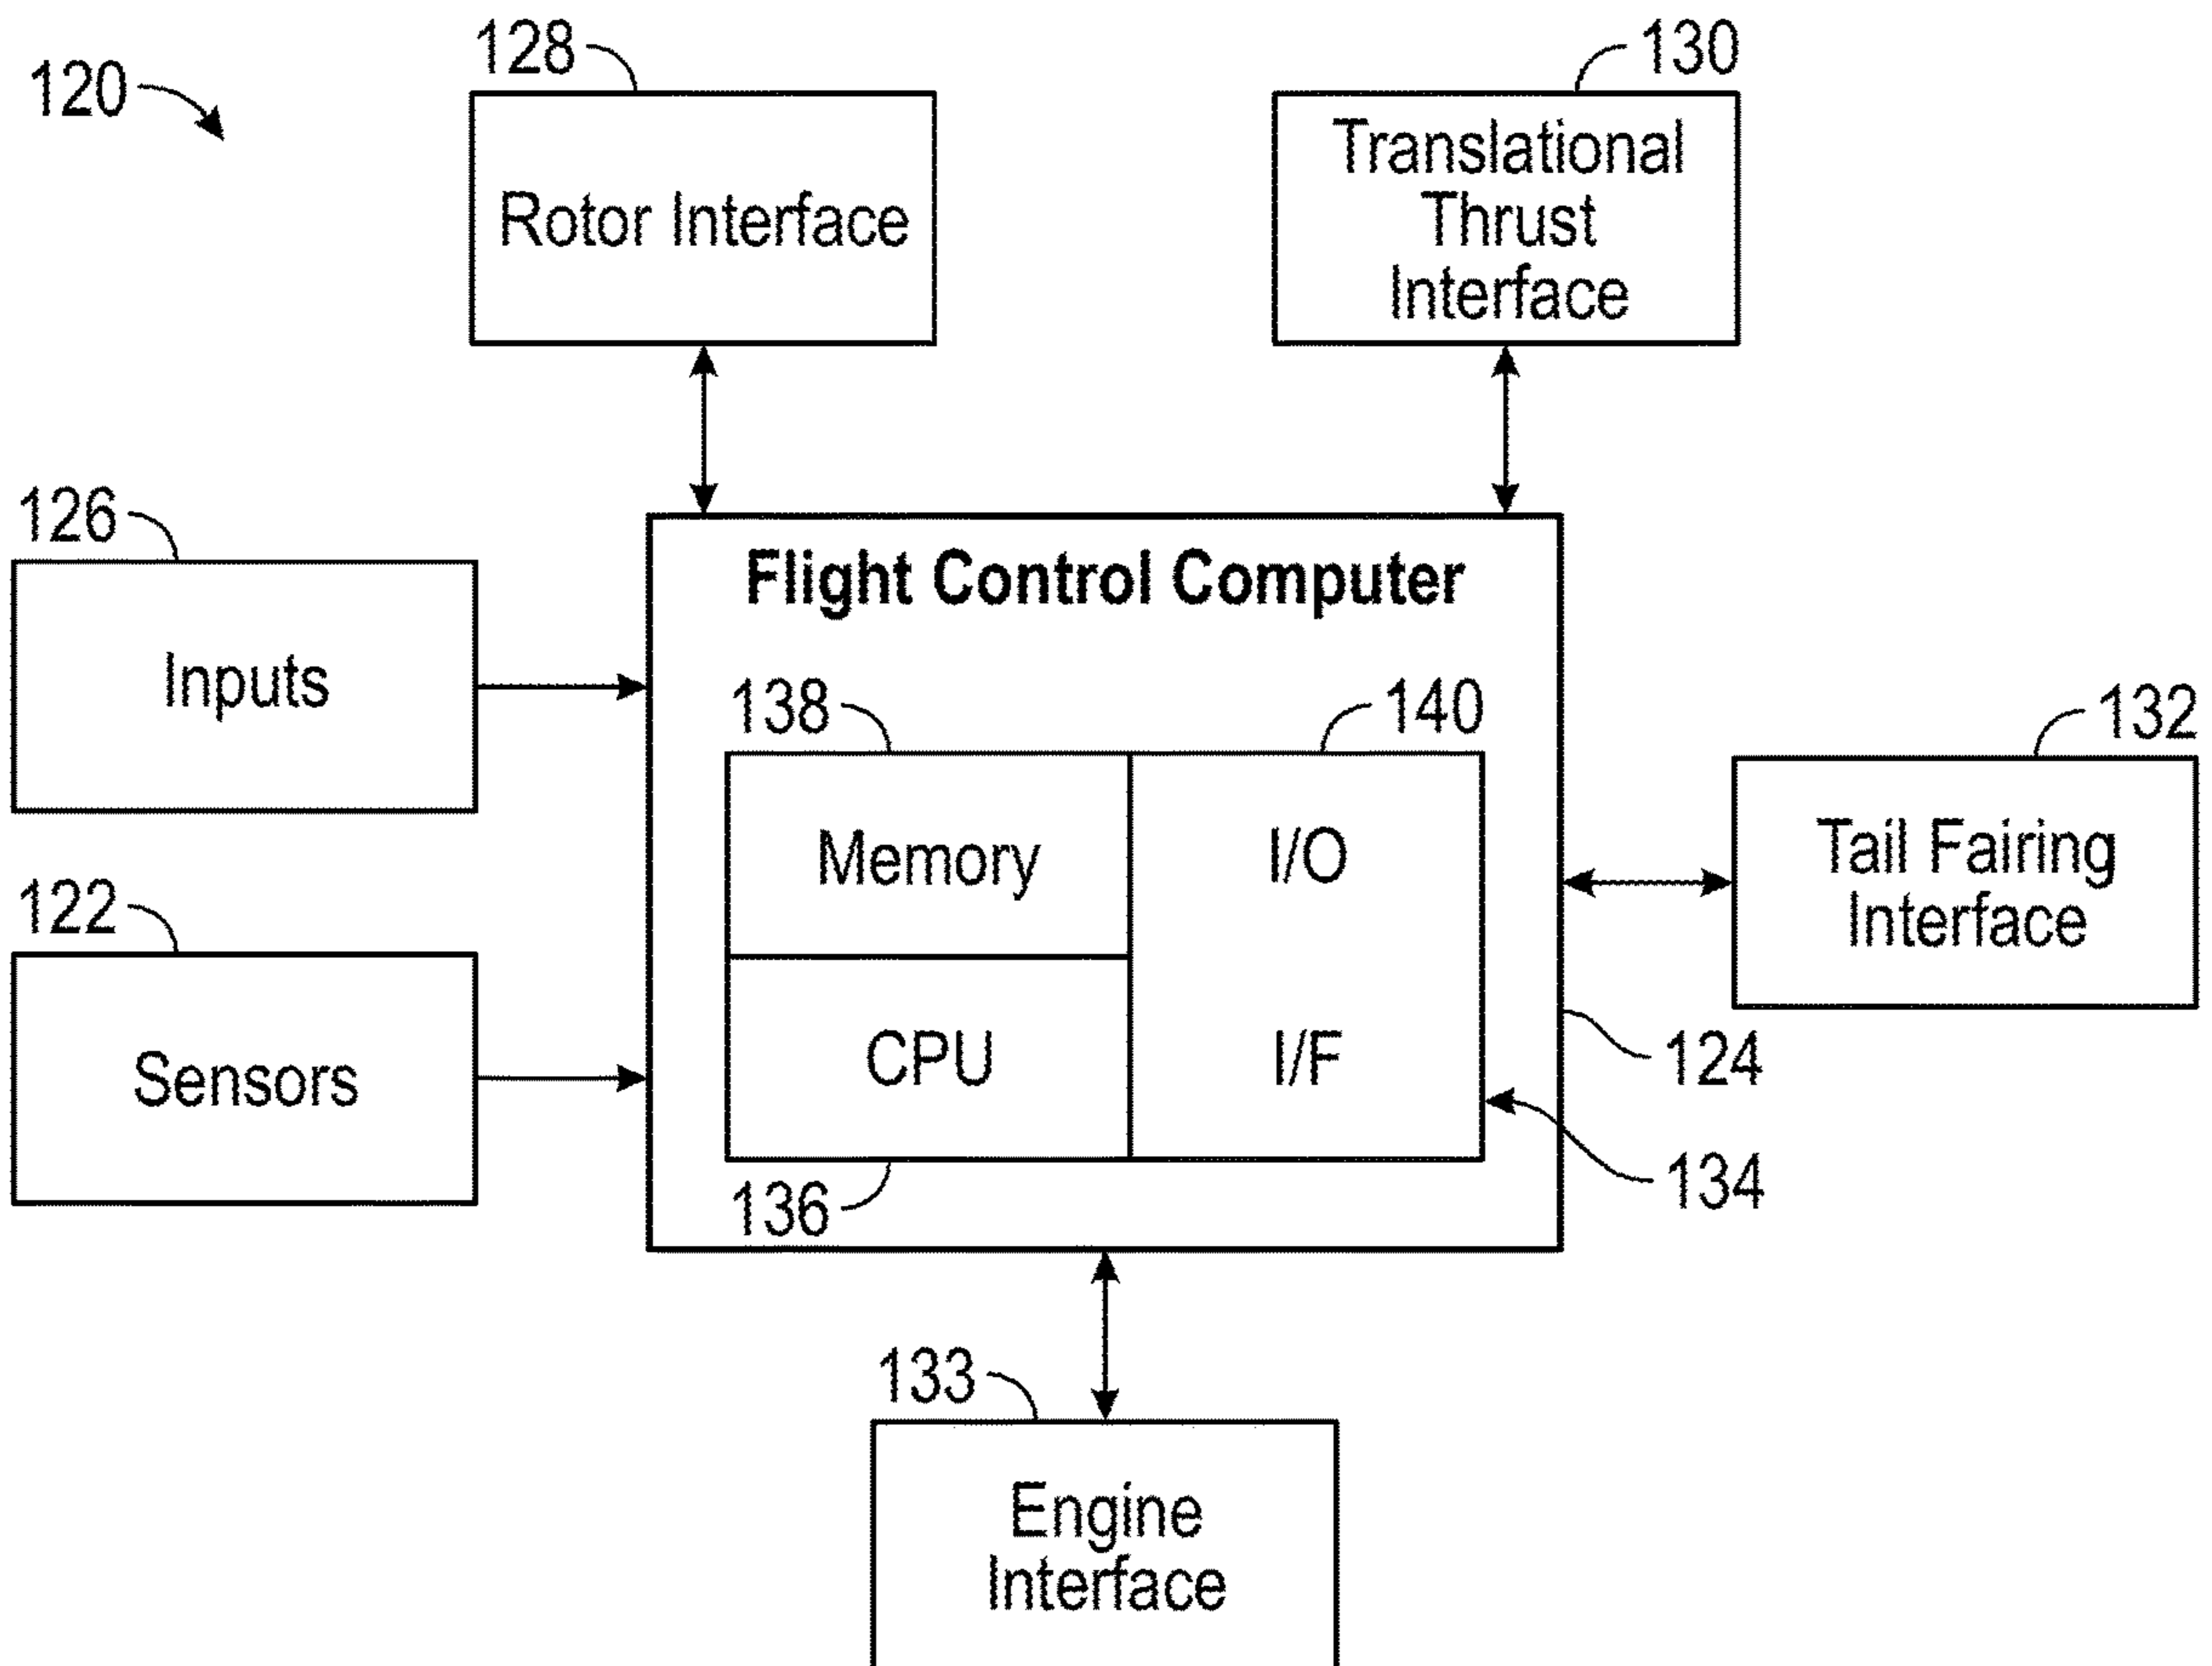 120
128
Rotor Interface
130
Translational
Thrust
Interface
126
Inputs
Flight Control Computer
138
140
Memory
I/O
132
Tail Fairing
Interface
122
Sensors
CPU
I/F
124
136
134
133
Engine
Interface